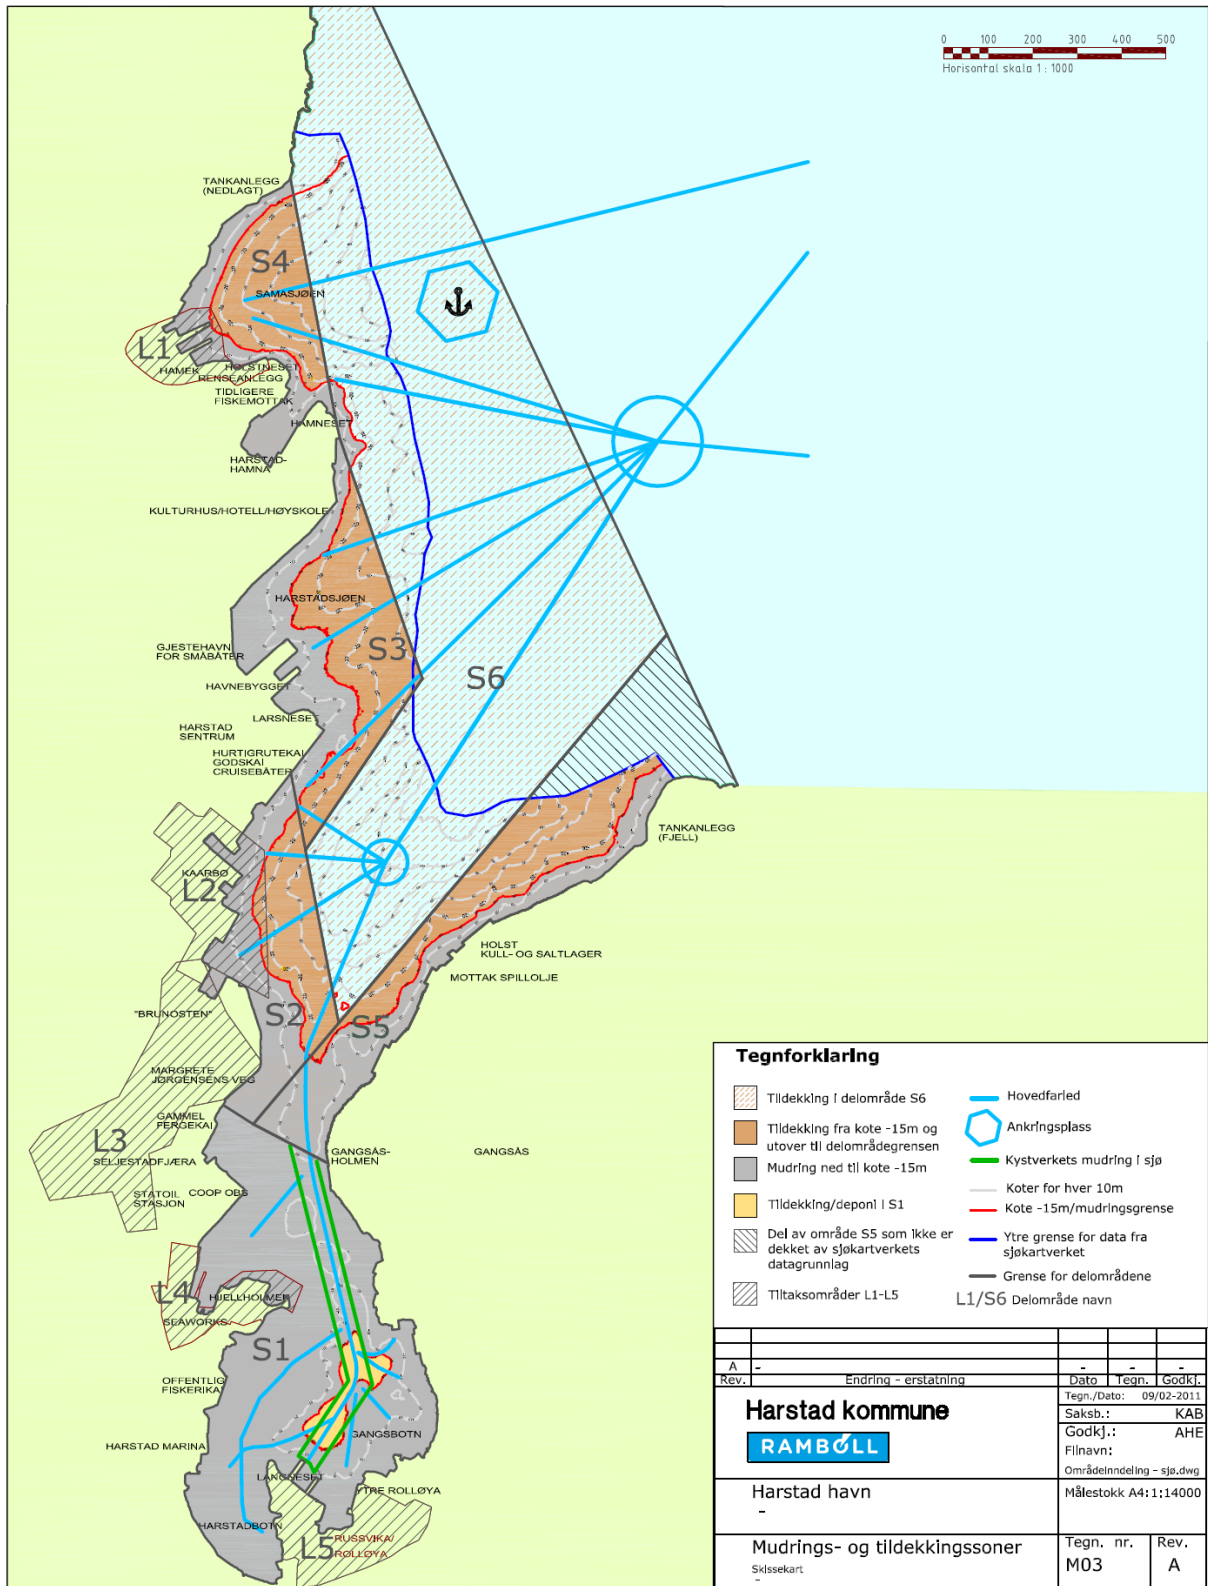 0 100 200 300 400 500
Horisontal skala 1 : 1000
TANKANLEGG
(NEDLAGT)
S4
SAMASJØEN
L1
HAMEK
HOLSTNESET
RENSEANLEGG
TIDLIGERE
FISKEMOTTAK
HAMNESET
HARSTAD-
HAMNA
KULTURHUS/HOTELL/HØYSKOLE
HARSTADSJØEN
S3
GJESTEHAVN
FOR SMÅBÅTER
S6
HAVNEBYGGET
LARSNESET
HARSTAD
SENTRUM
HURTIGRUTEKAI
GODSKAI
CRUISEBÅTER
TANKANLEGG
(FJELL)
KAARBØ
L2
HOLST
KULL- OG SALTLAGER
MOTTAK SPILLOLJE
"BRUNOSTEN"
S2
S5
MARGRETE
JØRGENSENS VEG
GAMMEL
FERGEKAI
L3
SELJESTADFJÆRA
GANGSÅS-
HOLMEN
GANGSÅS
STATOIL
STASJON
COOP OBS
L4
HJELLHOLMEN
SEAWORKS
S1
OFFENTLIG
FISKERIKAI
HARSTAD MARINA
GANGSBOTN
LANGNESET
YTRE ROLLØYA
HARSTADBOTN
L5
RUSSVIKA/
ROLLØYA
Tegnforklaring
Tildekking i delområde S6
Tildekking fra kote -15m og
utover til delområdegrensen
Mudring ned til kote -15m
Tildekking/deponi i S1
Del av område S5 som ikke er
dekket av sjøkartverkets
datagrunnlag
Tiltaksområder L1-L5
Hovedfarled
Ankringsplass
Kystverkets mudring i sjø
Koter for hver 10m
Kote -15m/mudringsgrense
Ytre grense for data fra
sjøkartverket
Grense for delområdene
L1/S6 Delområde navn
A - - - -
Rev. Endring - erstatning Dato Tegn. Godkj.
Harstad kommune
RAMBOLL
Tegn./Dato: 09/02-2011
Saksb.: KAB
Godkj.: AHE
Filnavn:
Områdeinndeling - sjø.dwg
Harstad havn
-
Målestokk A4:1:14000
Mudrings- og tildekkingssoner
Skissekart
-
Tegn. nr.
M03
Rev.
A